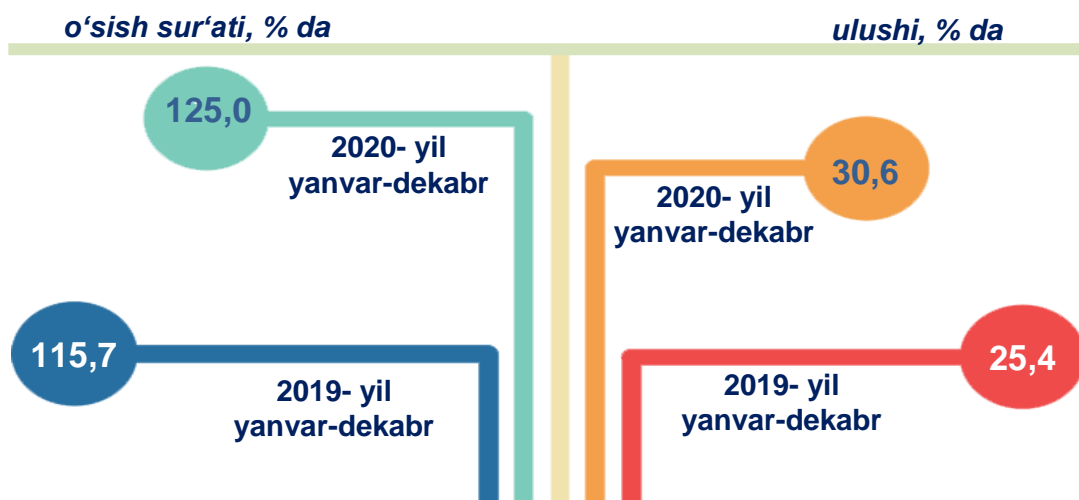 o‘sish sur‘ati, % da
ulushi, % da
125,0
2020- yil
yanvar-dekabr
30,6
2020- yil
yanvar-dekabr
115,7
2019- yil
yanvar-dekabr
25,4
2019- yil
yanvar-dekabr